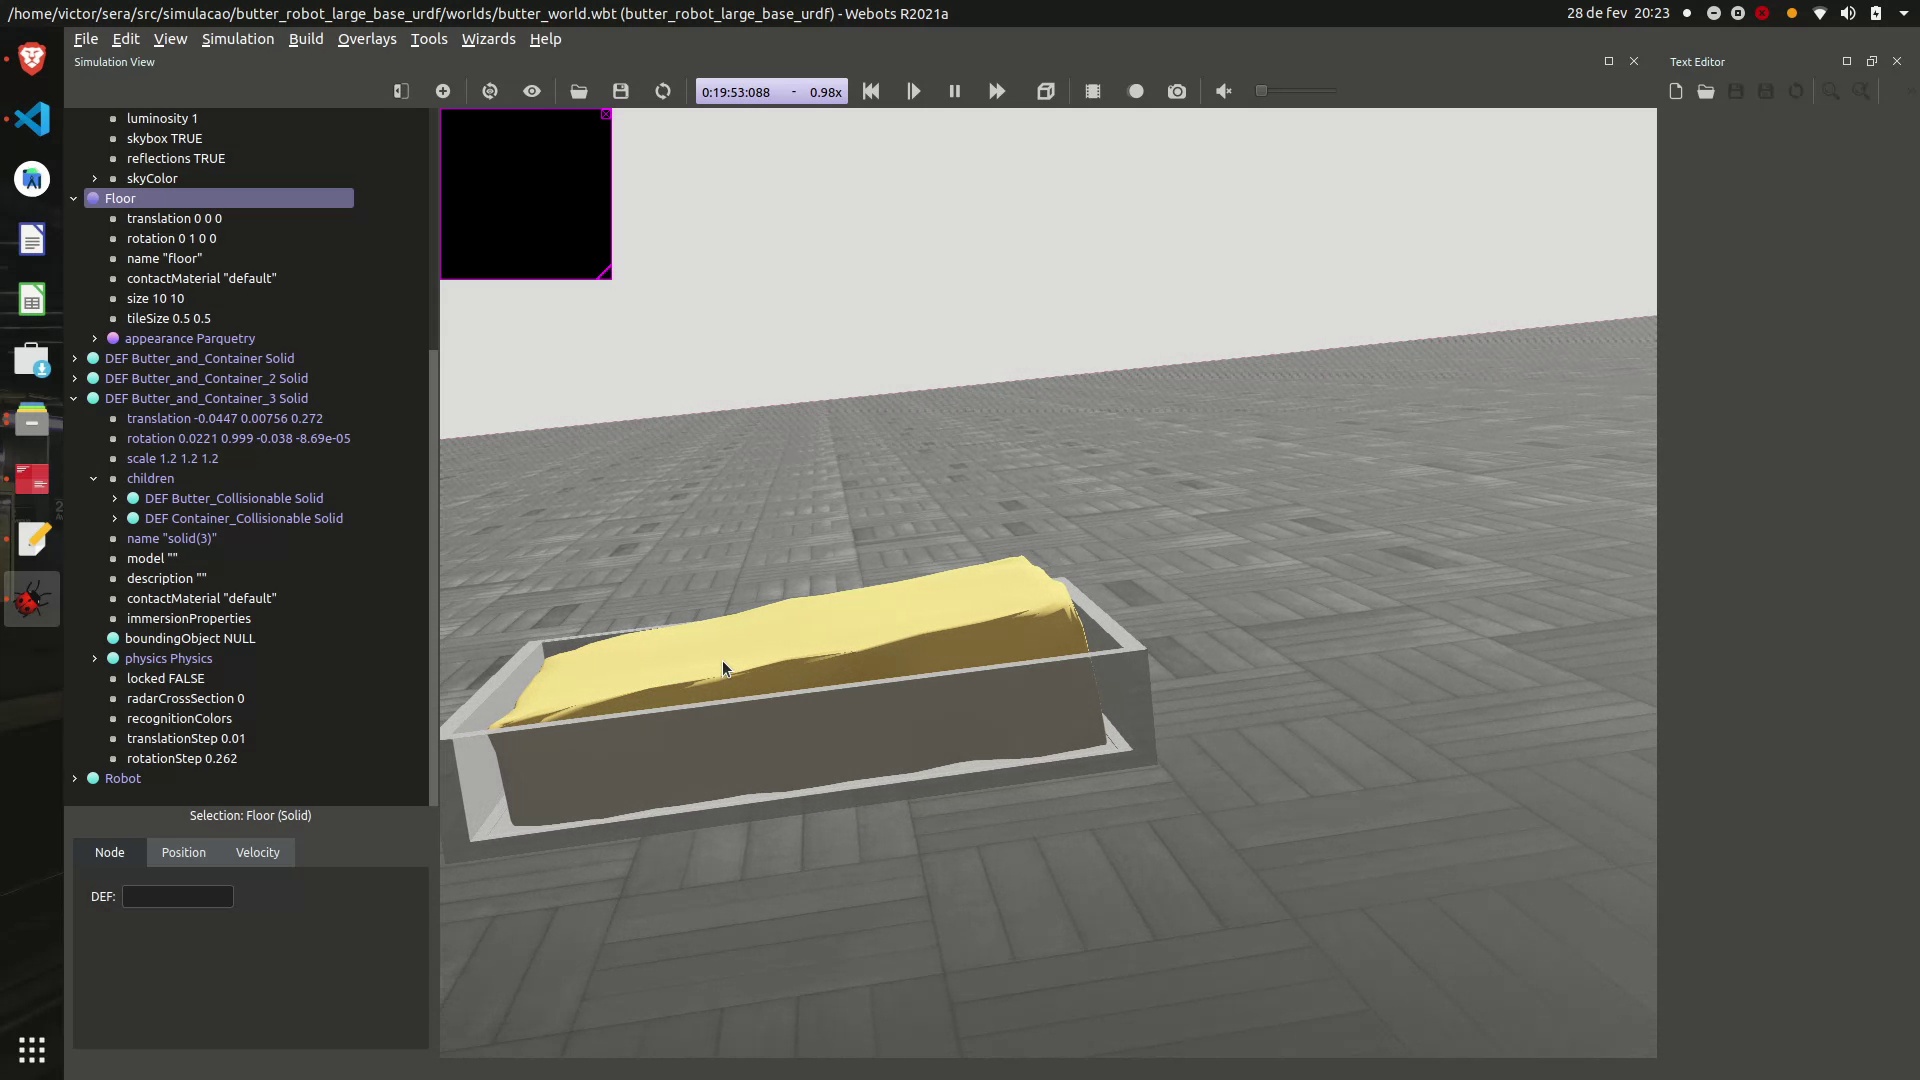 /home/victor/sera/src/simulacao/butter_robot_large_base_urdf/worlds/butter_world.wbt (butter_robot_large_base_urdf) - Webots R2021a
28 de fev 20:23
File Edit View Simulation Build Overlays Tools Wizards Help
Simulation View
Text Editor
0:19:53:088 - 0.98x
luminosity 1
skybox TRUE
reflections TRUE
skyColor
Floor
translation 0 0 0
rotation 0 1 0 0
name "floor"
contactMaterial "default"
size 10 10
tileSize 0.5 0.5
appearance Parquetry
DEF Butter_and_Container Solid
DEF Butter_and_Container_2 Solid
DEF Butter_and_Container_3 Solid
translation -0.0447 0.00756 0.272
rotation 0.0221 0.999 -0.038 -8.69e-05
scale 1.2 1.2 1.2
children
DEF Butter_Collisionable Solid
DEF Container_Collisionable Solid
name "solid(3)"
model ""
description ""
contactMaterial "default"
immersionProperties
boundingObject NULL
physics Physics
locked FALSE
radarCrossSection 0
recognitionColors
translationStep 0.01
rotationStep 0.262
Robot
Selection: Floor (Solid)
Node Position Velocity
DEF: